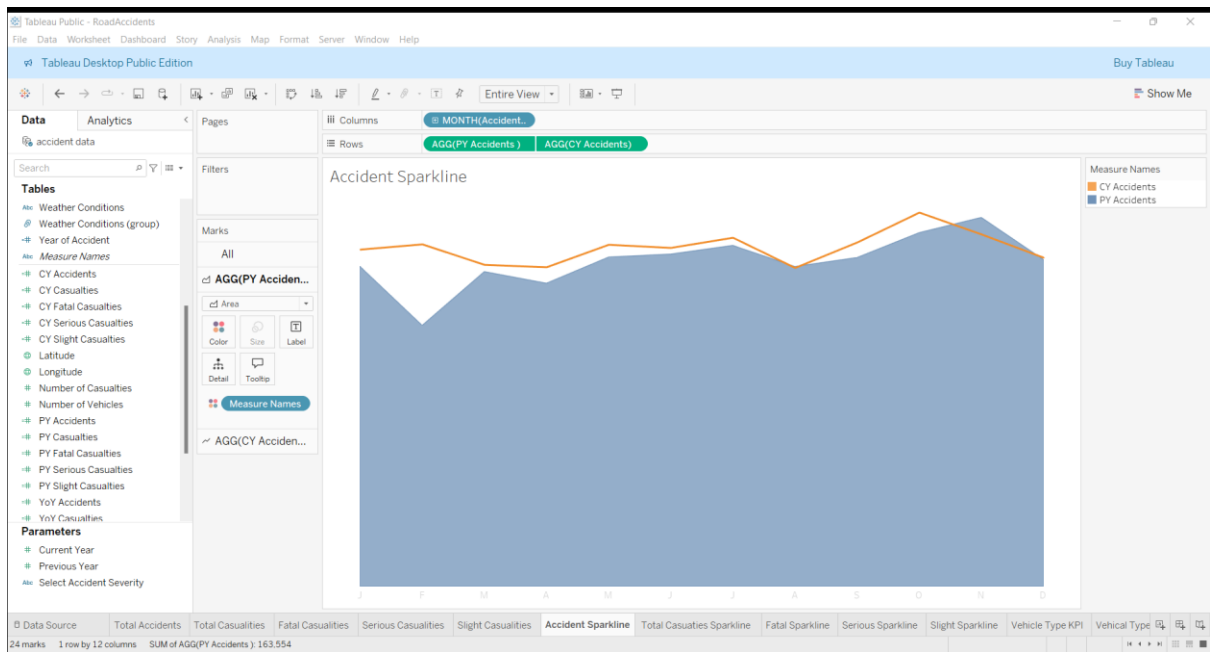 Tableau Public - RoadAccidents
File Data Worksheet Dashboard Story Analysis Map Format Server Window Help
Tableau Desktop Public Edition
Buy Tableau
Entire View
Show Me
Data Analytics
accident data
Search
Tables
Abc Weather Conditions
Weather Conditions (group)
=# Year of Accident
Abc Measure Names
=# CY Accidents
=# CY Casualties
=# CY Fatal Casualties
=# CY Serious Casualties
=# CY Slight Casualties
Latitude
Longitude
# Number of Casualties
# Number of Vehicles
=# PY Accidents
=# PY Casualties
=# PY Fatal Casualties
=# PY Serious Casualties
=# PY Slight Casualties
=# YoY Accidents
=# YoY Casualties
Parameters
# Current Year
# Previous Year
Abc Select Accident Severity
Pages
Filters
Marks
All
AGG(PY Acciden...
Area
Color Size Label
Detail Tooltip
Measure Names
AGG(CY Acciden...
iii Columns
MONTH(Accident..
Rows
AGG(PY Accidents ) AGG(CY Accidents)
Accident Sparkline
J F M A M J J A S O N D
Measure Names
CY Accidents
PY Accidents
Data Source Total Accidents Total Casualities Fatal Casualities Serious Casualities Slight Casualities Accident Sparkline Total Casuaties Sparkline Fatal Sparkline Serious Sparkline Slight Sparkline Vehicle Type KPI Vehical Type
24 marks 1 row by 12 columns SUM of AGG(PY Accidents ): 163,554